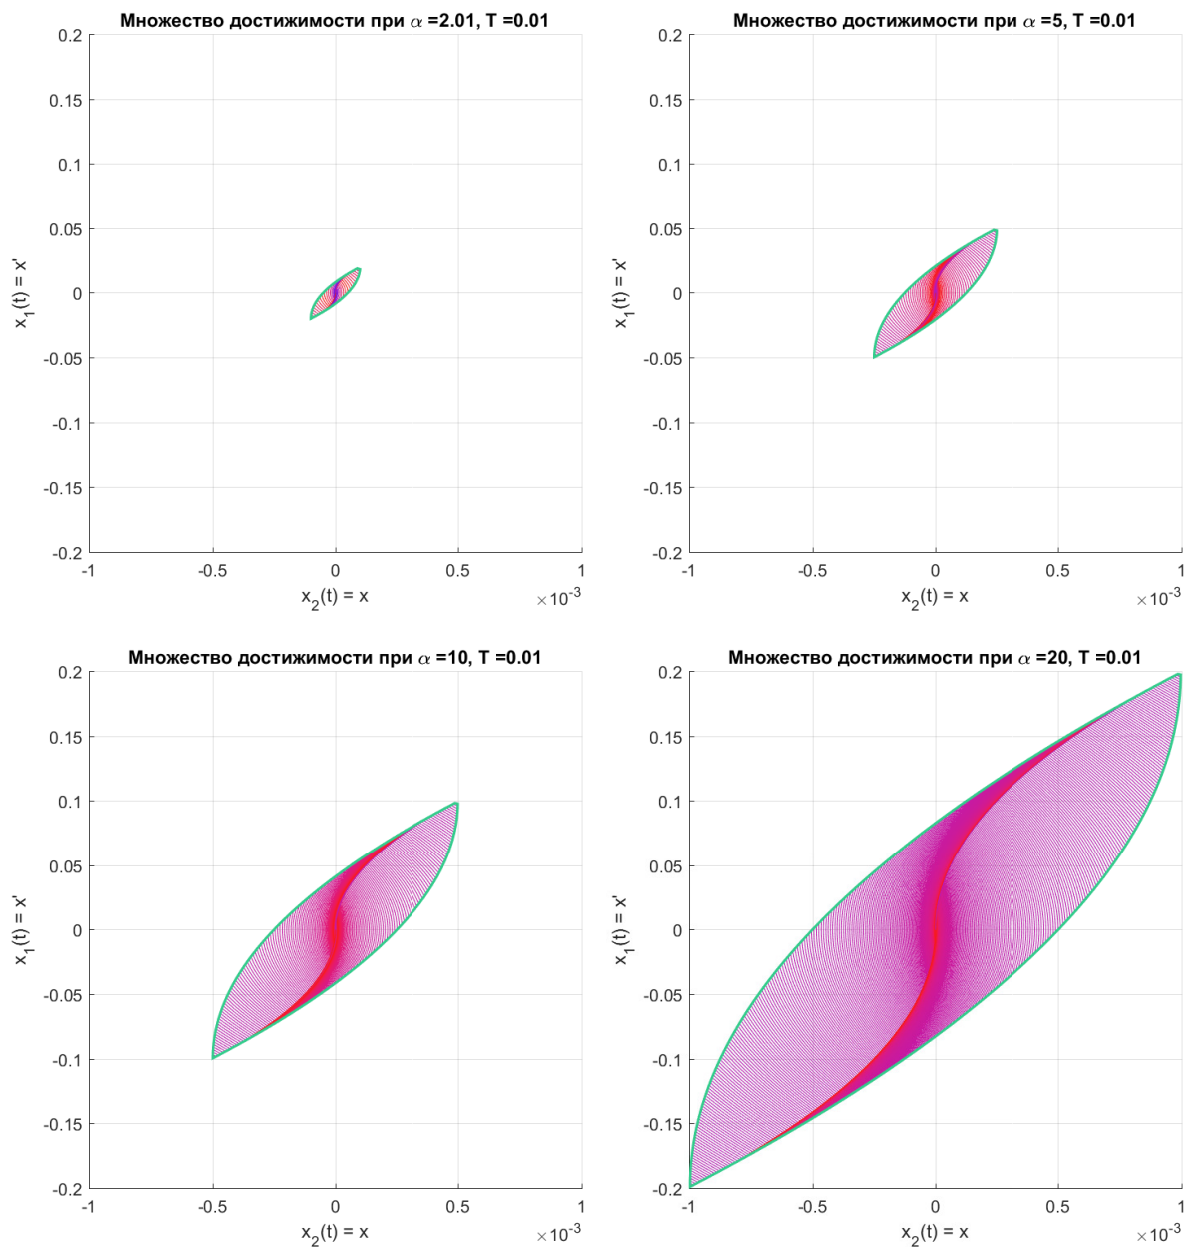 Множество достижимости при α =2.01, T =0.01
0.2
0.15
0.1
0.05
0
-0.05
-0.1
-0.15
-0.2
x₁(t) = x'
-1 -0.5 0 0.5 1
x₂(t) = x
×10⁻³
Множество достижимости при α =5, T =0.01
0.2
0.15
0.1
0.05
0
-0.05
-0.1
-0.15
-0.2
x₁(t) = x'
-1 -0.5 0 0.5 1
x₂(t) = x
×10⁻³
Множество достижимости при α =10, T =0.01
0.2
0.15
0.1
0.05
0
-0.05
-0.1
-0.15
-0.2
x₁(t) = x'
-1 -0.5 0 0.5 1
x₂(t) = x
×10⁻³
Множество достижимости при α =20, T =0.01
0.2
0.15
0.1
0.05
0
-0.05
-0.1
-0.15
-0.2
x₁(t) = x'
-1 -0.5 0 0.5 1
x₂(t) = x
×10⁻³